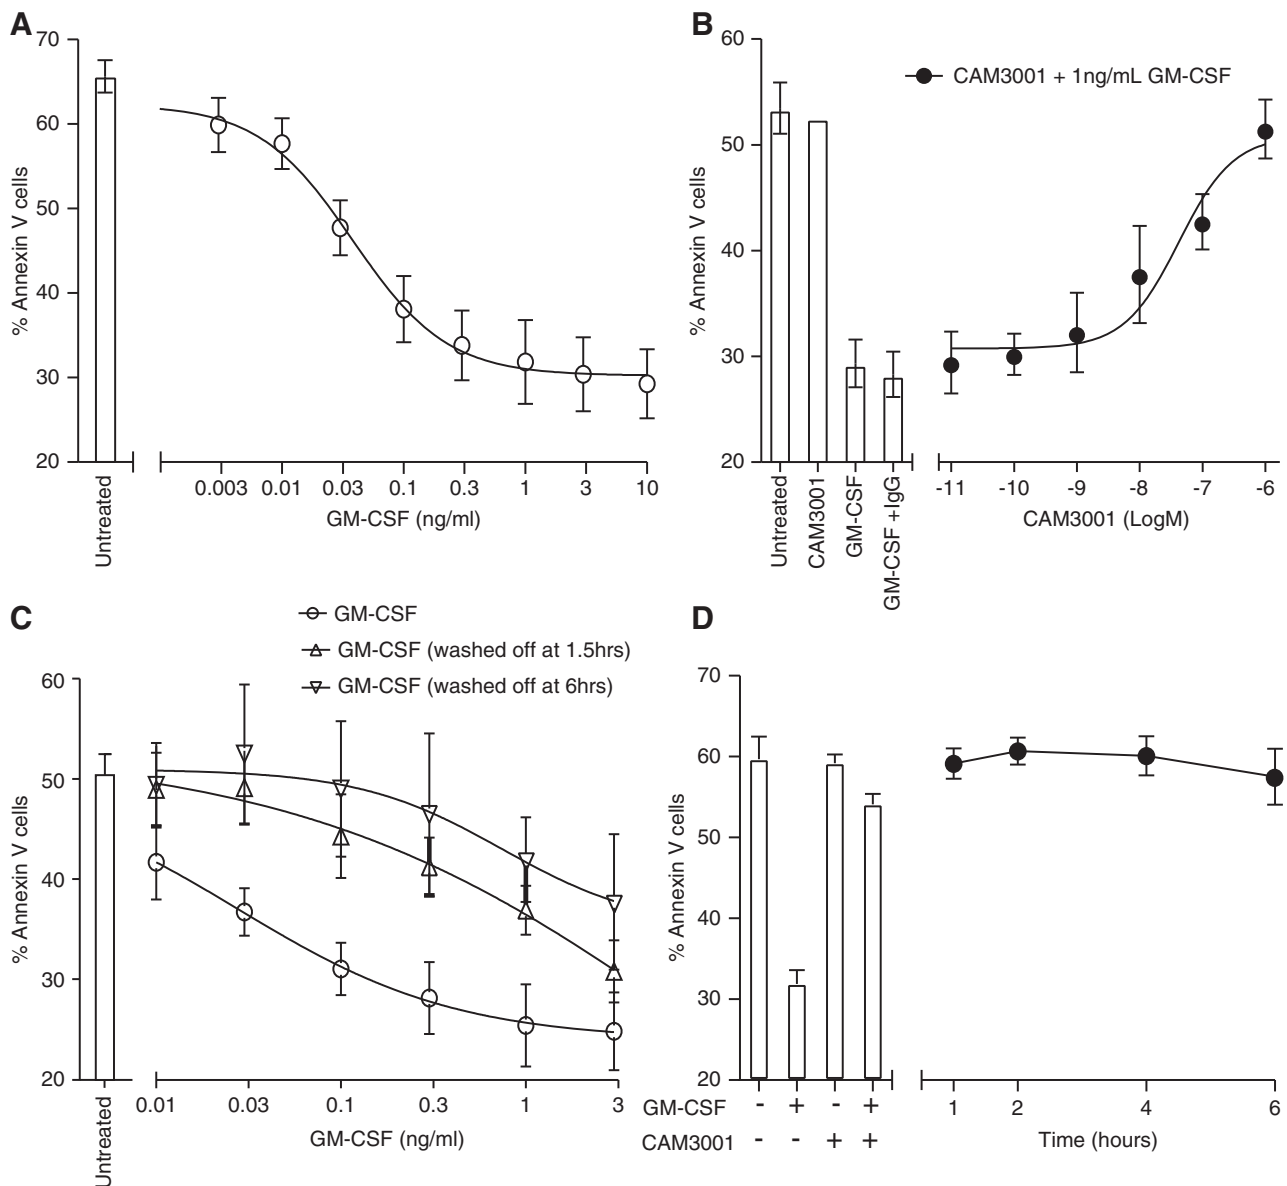 A
70
60
50
40
30
20
% Annexin V cells
Untreated
0.003 0.01 0.03 0.1 0.3 1 3 10
GM-CSF (ng/ml)
B
60
50
40
30
20
% Annexin V cells
CAM3001 + 1ng/mL GM-CSF
Untreated
CAM3001
GM-CSF
GM-CSF +IgG
-11 -10 -9 -8 -7 -6
CAM3001 (LogM)
C
GM-CSF
GM-CSF (washed off at 1.5hrs)
GM-CSF (washed off at 6hrs)
60
50
40
30
20
% Annexin V cells
Untreated
0.01 0.03 0.1 0.3 1 3
GM-CSF (ng/ml)
D
70
60
50
40
30
20
% Annexin V cells
GM-CSF - + - +
CAM3001 - - + +
1 2 4 6
Time (hours)